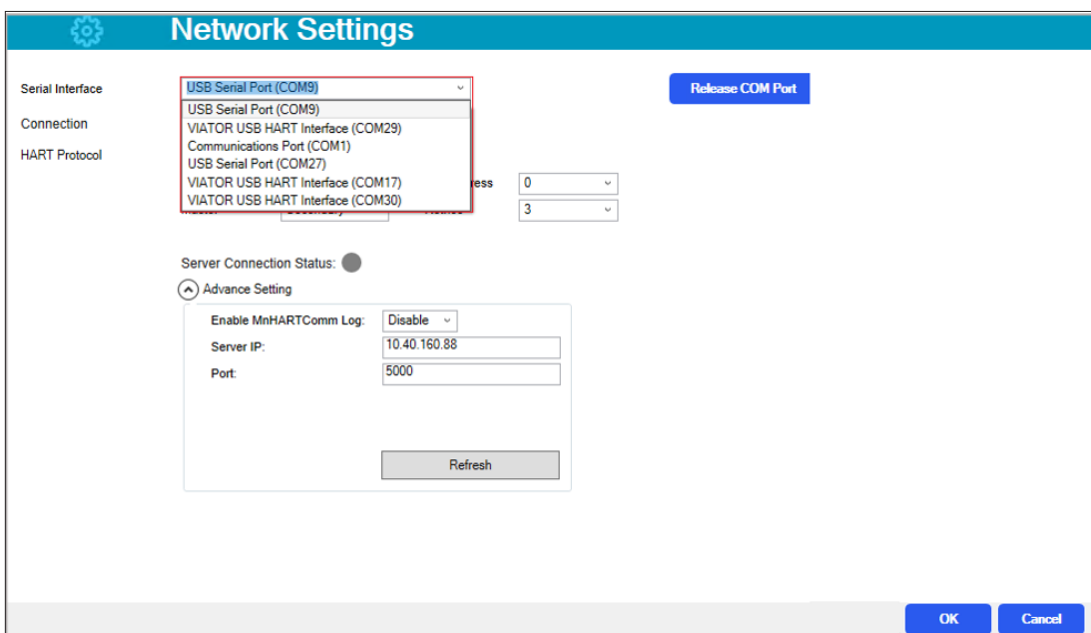 Network Settings
Serial Interface
USB Serial Port (COM9)
Release COM Port
USB Serial Port (COM9)
VIATOR USB HART Interface (COM29)
Communications Port (COM1)
USB Serial Port (COM27)
VIATOR USB HART Interface (COM17)
VIATOR USB HART Interface (COM30)
Connection
HART Protocol
ress 0
3
Server Connection Status:
Advance Setting
Enable MnHARTComm Log: Disable
Server IP: 10.40.160.88
Port: 5000
Refresh
OK Cancel